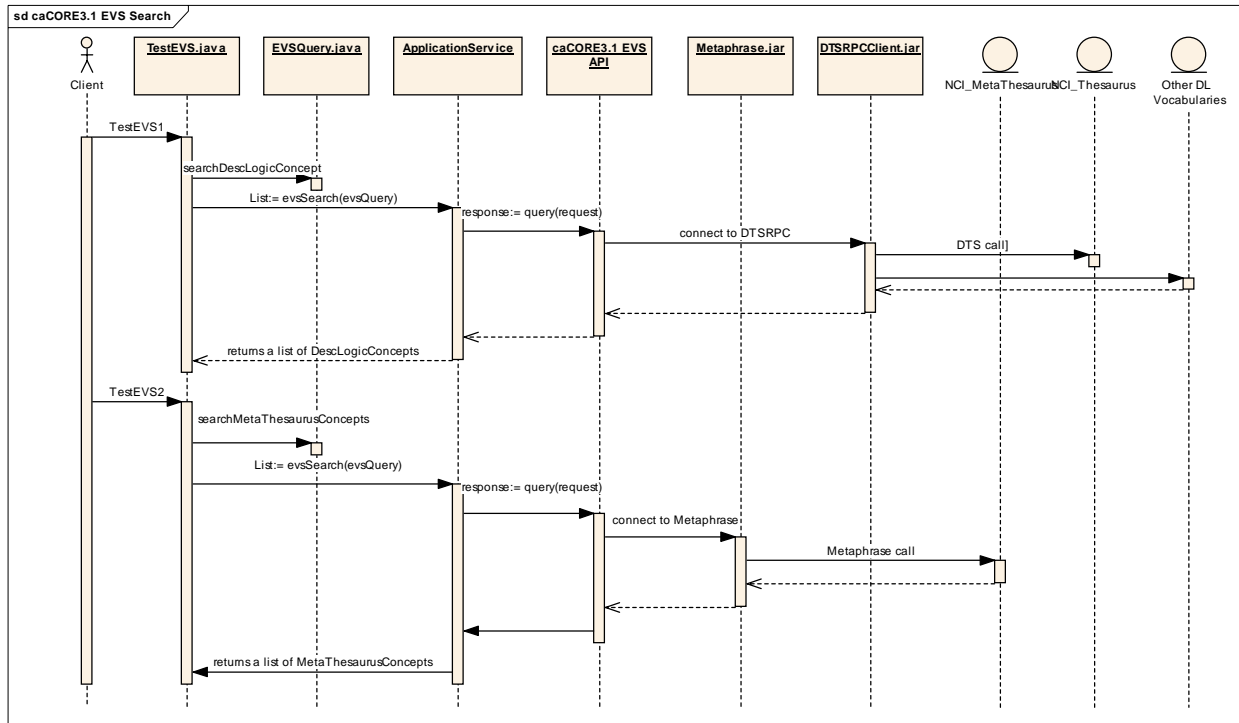 sd caCORE3.1 EVS Search
TestEVS.java
EVSQuery.java
ApplicationService
caCORE3.1 EVS
API
Metaphrase.jar
DTSRPCClient.jar
Client
NCI_MetaThesaurus
NCI_Thesaurus
Other DL
Vocabularies
TestEVS1
searchDescLogicConcept
List:= evsSearch(evsQuery)
response:= query(request)
connect to DTSRPC
DTS call]
returns a list of DescLogicConcepts
TestEVS2
searchMetaThesaurusConcepts
List:= evsSearch(evsQuery)
response:= query(request)
connect to Metaphrase
Metaphrase call
returns a list of MetaThesaurusConcepts